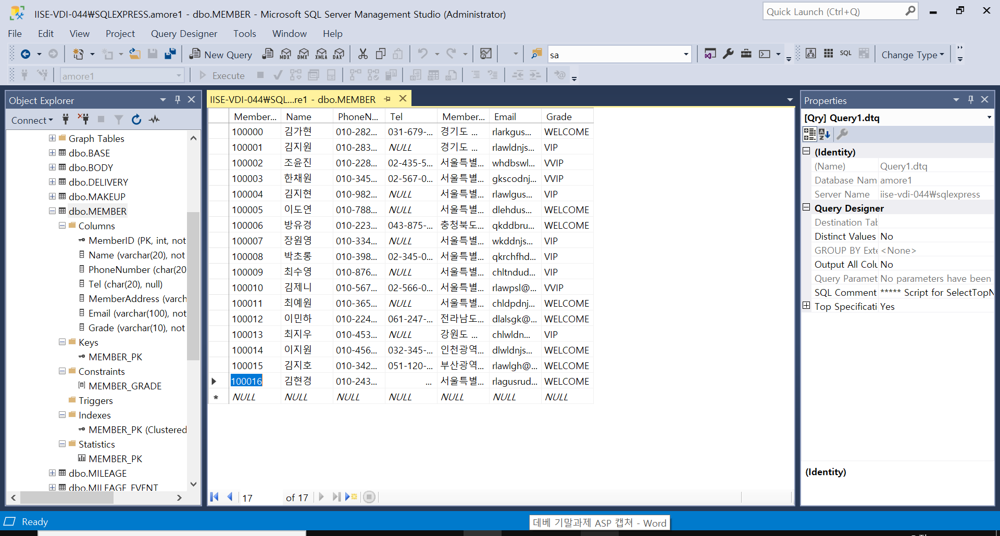 IISE-VDI-044₩SQLEXPRESS.amore1 - dbo.MEMBER - Microsoft SQL Server Management Studio (Administrator)
Quick Launch (Ctrl+Q)
File Edit View Project Query Designer Tools Window Help
New Query MDX DMX XMLA DAX sa SQL Change Type
amore1 Execute
Object Explorer
Connect
Graph Tables
dbo.BASE
dbo.BODY
dbo.DELIVERY
dbo.MAKEUP
dbo.MEMBER
Columns
MemberID (PK, int, not
Name (varchar(20), not
PhoneNumber (char(20
Tel (char(20), null)
MemberAddress (varch
Email (varchar(100), not
Grade (varchar(10), not
Keys
MEMBER_PK
Constraints
MEMBER_GRADE
Triggers
Indexes
MEMBER_PK (Clustered
Statistics
MEMBER_PK
dbo.MILEAGE
dbo.MILEAGE_EVENT
IISE-VDI-044₩SQL...re1 - dbo.MEMBER
Member... Name PhoneN... Tel Member... Email Grade
100000 김가현 010-282... 031-679-... 경기도 ... rlarkgus... WELCOME
100001 김지원 010-283... NULL 경기도 ... rlawldnjs... VIP
100002 조윤진 010-228... 02-435-5... 서울특별... whdbswl... VVIP
100003 한채원 010-345... 02-567-0... 서울특별... gkscodnj... VVIP
100004 김지현 010-982... NULL 서울특별... rlawlgus... VIP
100005 이도연 010-788... NULL 서울특별... dlehdus... WELCOME
100006 방유경 010-223... 043-875-... 충청북도... qkddbru... WELCOME
100007 장원영 010-334... NULL 서울특별... wkddnjs... VIP
100008 박초롱 010-398... 02-345-0... 서울특별... qkrchfhd... VIP
100009 최수영 010-876... NULL 서울특별... chltndud... VIP
100010 김제니 010-567... 02-566-0... 서울특별... rlawpsl@... VVIP
100011 최예원 010-365... NULL 서울특별... chldpdnj... WELCOME
100012 이민하 010-224... 061-247-... 전라남도... dlalsgk@... WELCOME
100013 최지우 010-453... NULL 강원도 ... chlwldn... VIP
100014 이지원 010-456... 032-345-... 인천광역... dlwldnjs... WELCOME
100015 김지호 010-342... 051-120-... 부산광역... rlawlgh@... WELCOME
100016 김현경 010-243... ... 서울특별... rlagusrud... WELCOME
NULL NULL NULL NULL NULL NULL NULL
17 of 17
Properties
[Qry] Query1.dtq
(Identity)
(Name) Query1.dtq
Database Nam amore1
Server Name iise-vdi-044₩sqlexpress
Query Designer
Destination Tab
Distinct Values No
GROUP BY Exte <None>
Output All Colu No
Query Paramet No parameters have been
SQL Comment ***** Script for SelectTopN
Top Specificati Yes
(Identity)
Ready
데베 기말과제 ASP 캡쳐 - Word